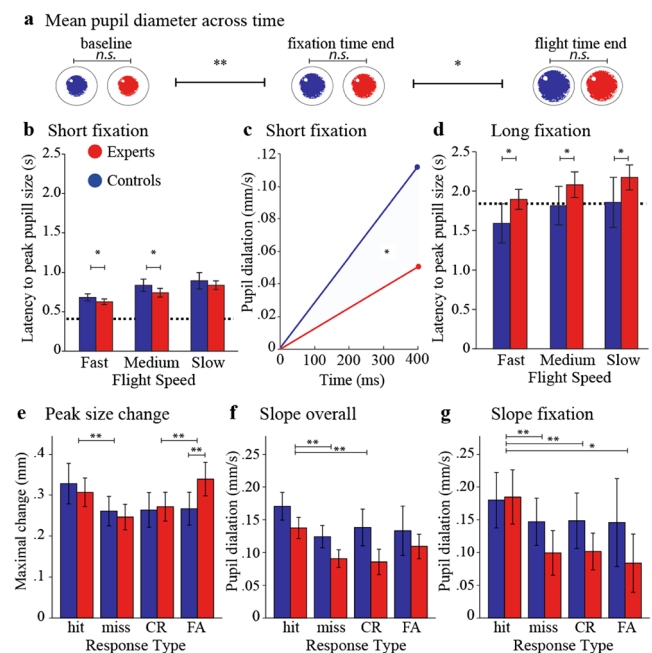 a Mean pupil diameter across time
baseline fixation time end flight time end
n.s. n.s. n.s.
** *
b Short fixation
Latency to peak pupill size (s)
2.5
2.0
1.5
1.0
0.5
0
Experts
Controls
* *
Fast Medium Slow
Flight Speed
c Short fixation
Pupil dialation (mm/s)
.12
.08
.06
.04
.02
.0
*
0 100 200 300 400
Time (ms)
d Long fixation
Latency to peak pupill size (s)
2.5
2.0
1.5
1.0
0.5
0
* * *
Fast Medium Slow
Flight Speed
e Peak size change
Maximal change (mm)
.4
.3
.2
.1
0
** **
**
hit miss CR FA
Response Type
f Slope overall
Pupil dialation (mm/s)
.25
.20
.15
.10
.05
.00
**
**
hit miss CR FA
Response Type
g Slope fixation
Pupil dialation (mm/s)
.25
.20
.15
.10
.05
.00
**
**
*
hit miss CR FA
Response Type